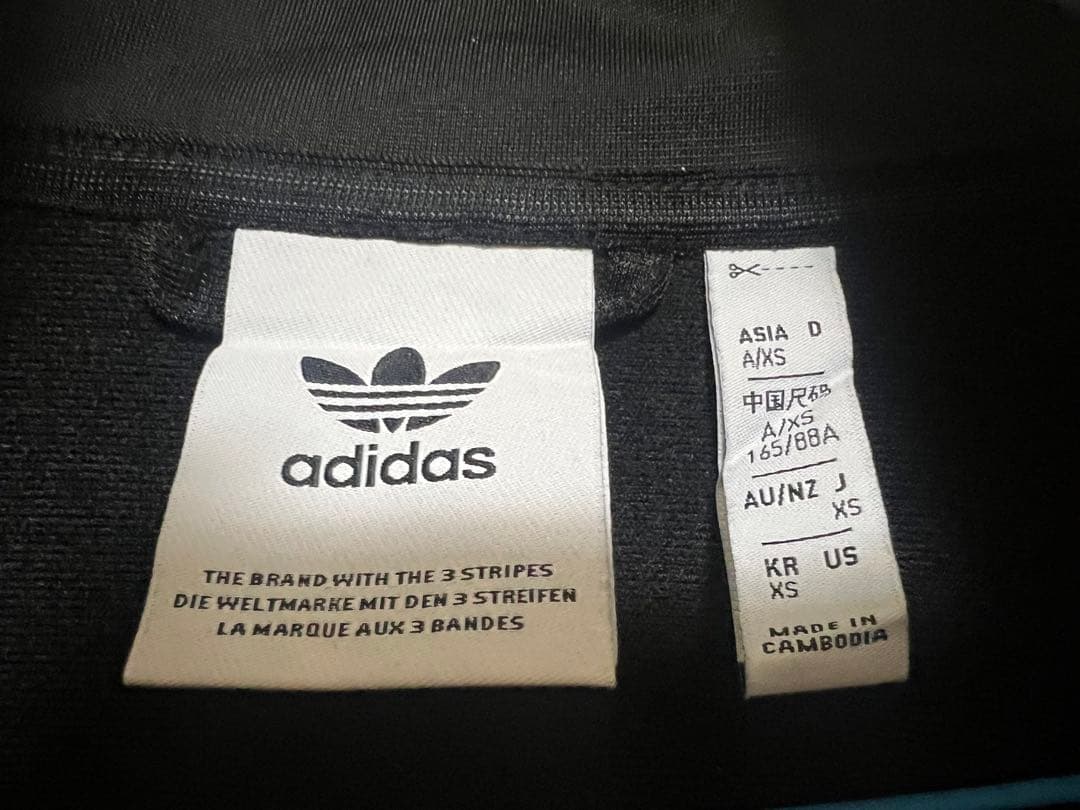 adidas
THE BRAND WITH THE 3 STRIPES
DIE WELTMARKE MIT DEN 3 STREIFEN
LA MARQUE AUX 3 BANDES
ASIA D
A/XS
中国尺码
A/XS
165/88A
AU/NZ J
XS
KR US
XS
MADE IN
CAMBODIA